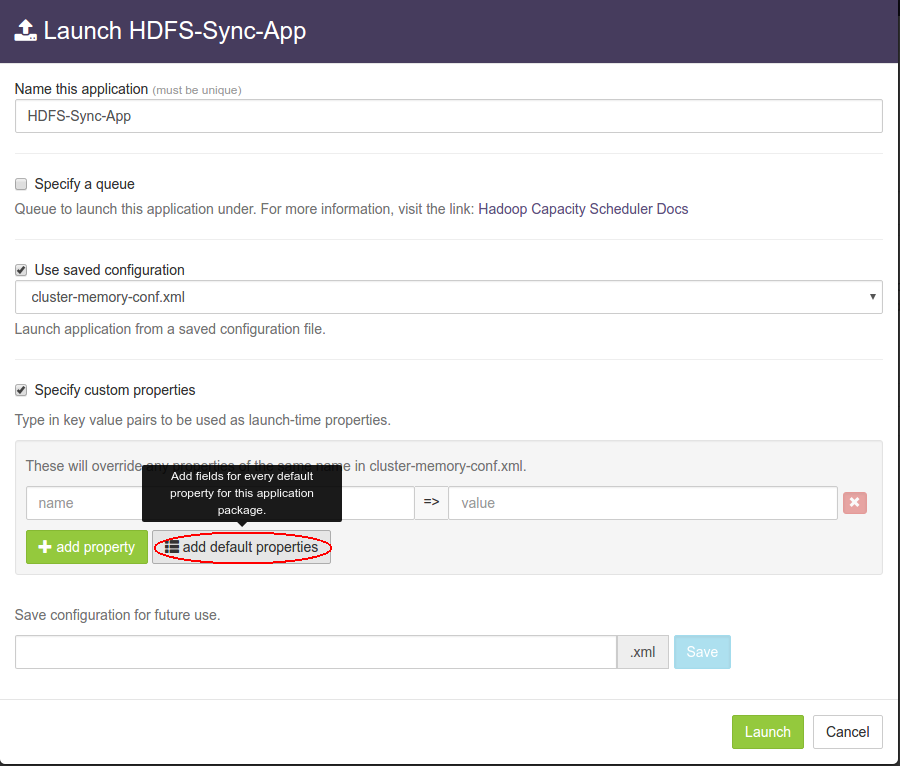 Launch HDFS-Sync-App
Name this application (must be unique)
HDFS-Sync-App
Specify a queue
Queue to launch this application under. For more information, visit the link: Hadoop Capacity Scheduler Docs
Use saved configuration
cluster-memory-conf.xml
Launch application from a saved configuration file.
Specify custom properties
Type in key value pairs to be used as launch-time properties.
These will override any properties of the same name in cluster-memory-conf.xml.
Add fields for every default
property for this application
package.
name => value
add property add default properties
Save configuration for future use.
.xml Save
Launch Cancel